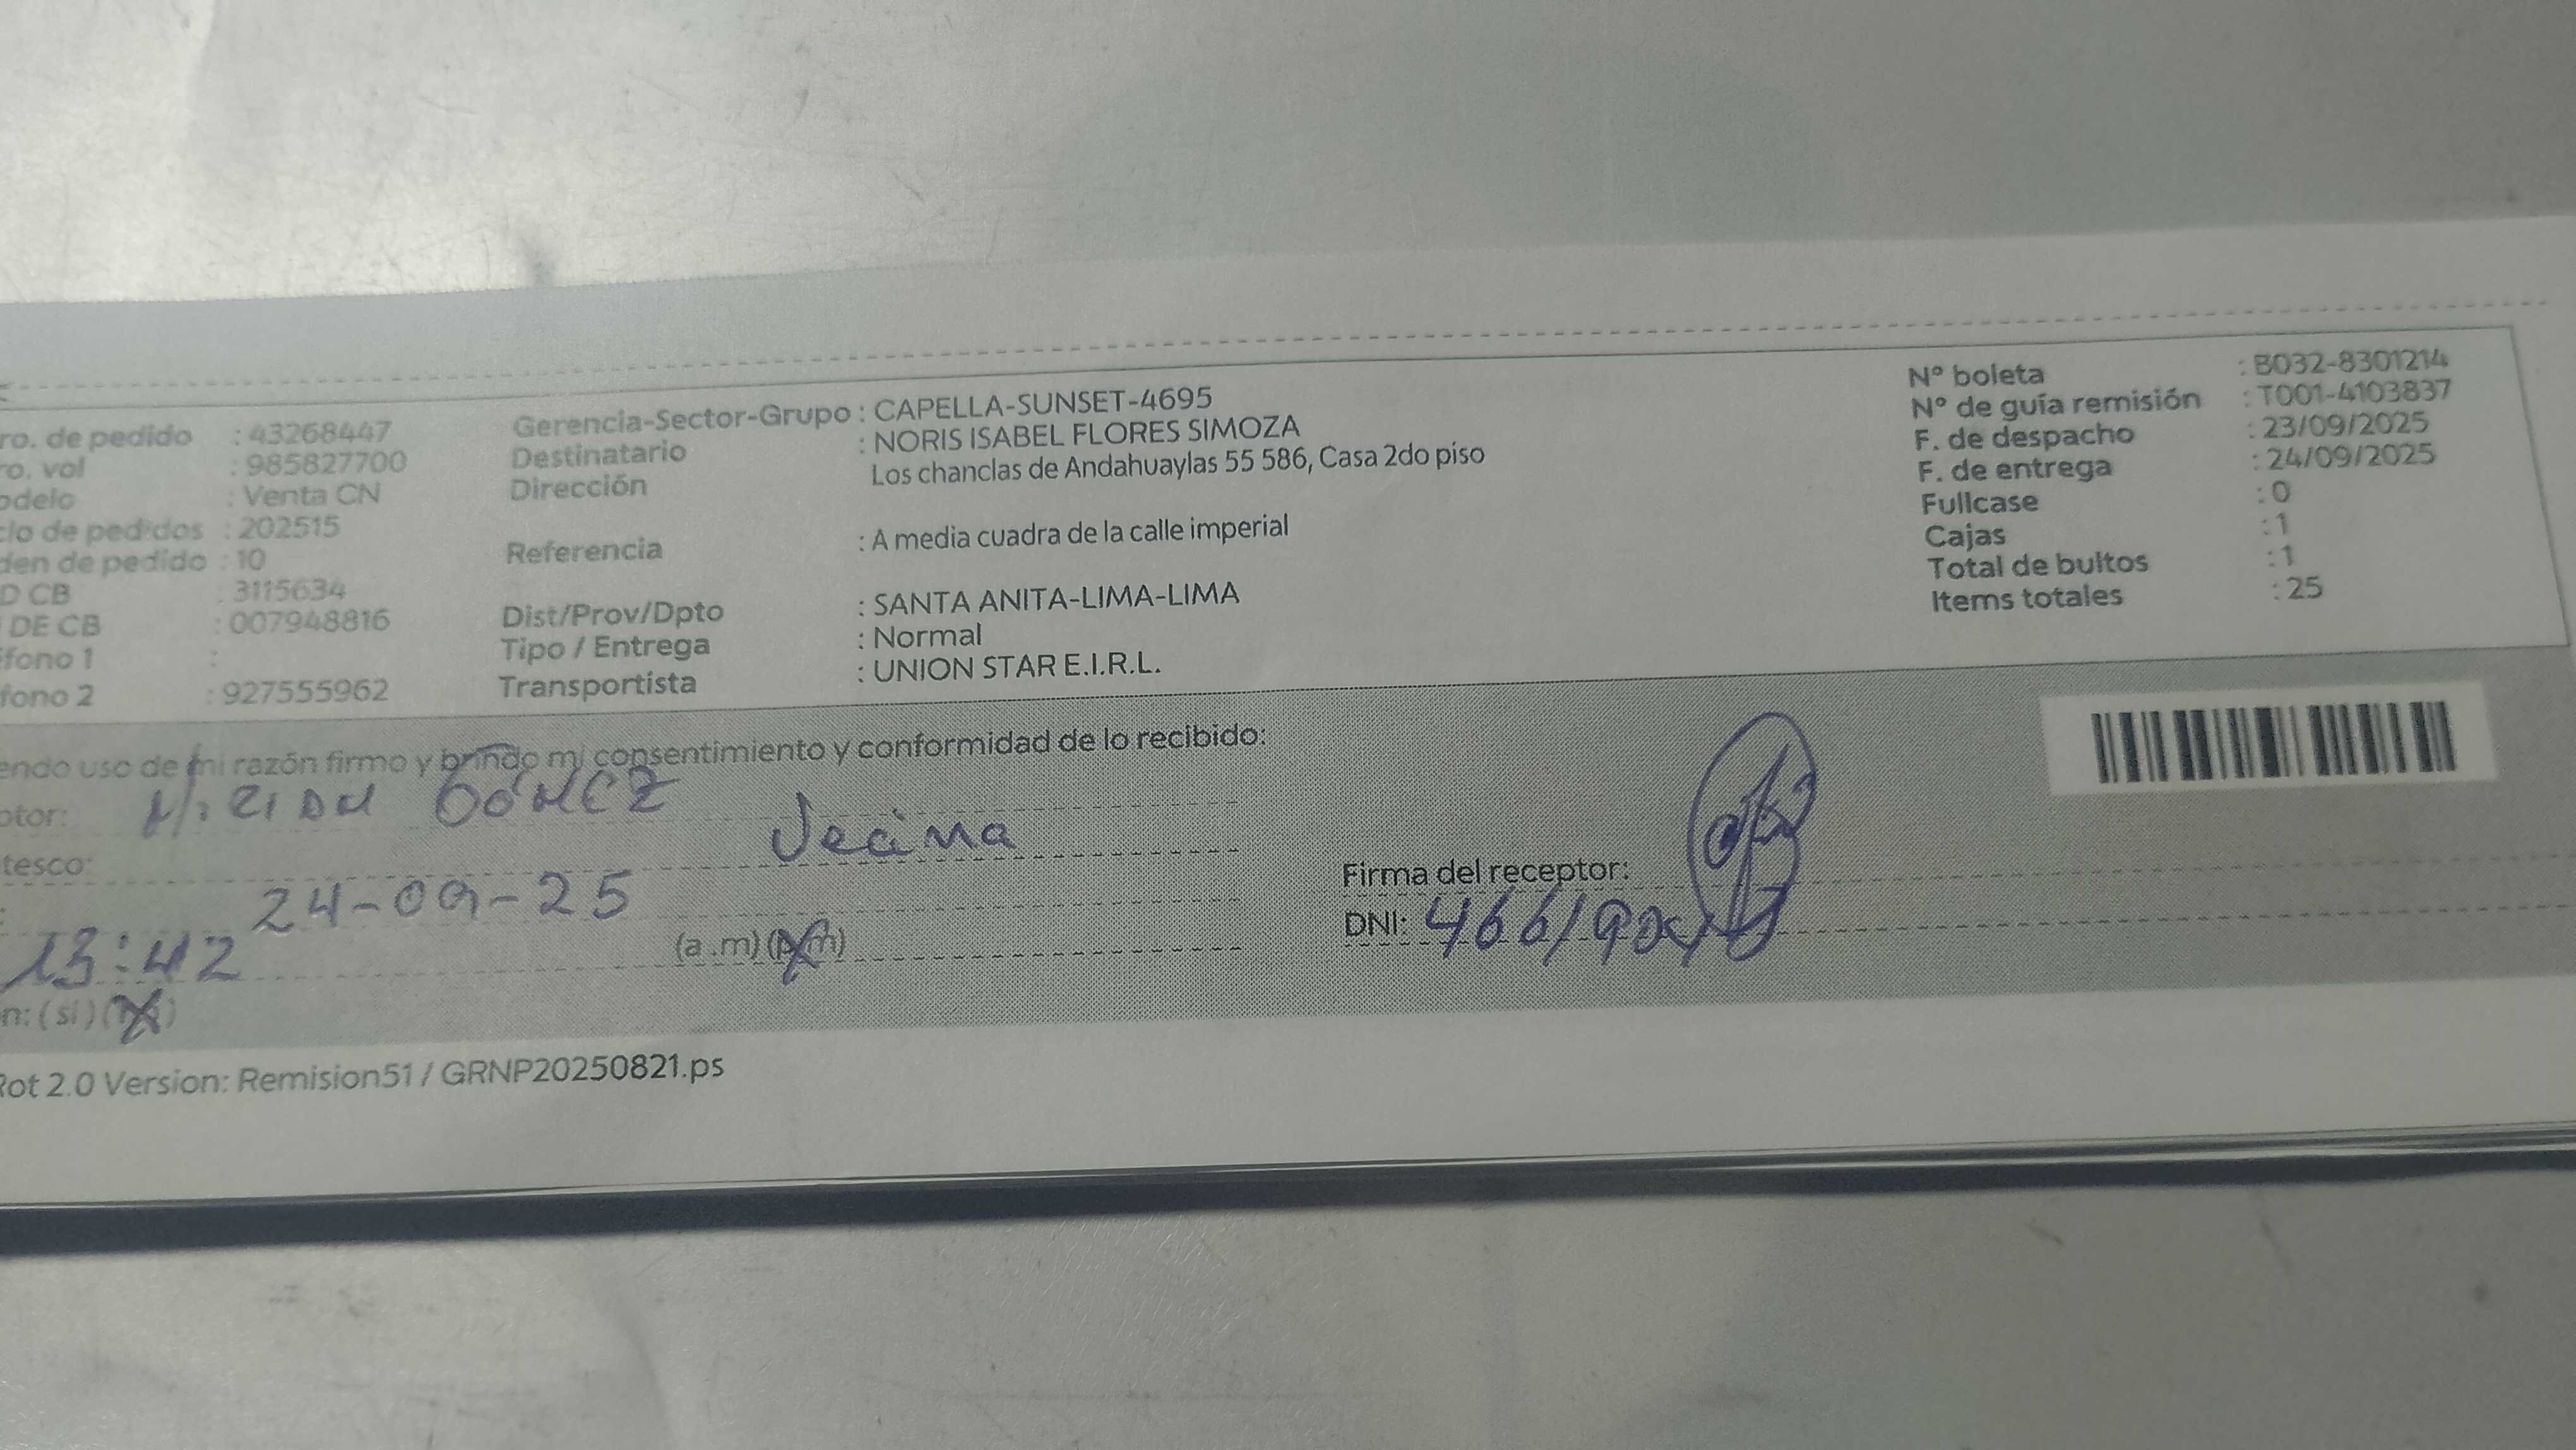 ro. de pedido : 43268447
ro. vol : 985827700
odelo : Venta CN
clo de pedidos : 202515
den de pedido : 10
D CB : 3115634
DE CB : 007948816
fono 1 :
fono 2 : 927555962
Gerencia-Sector-Grupo : CAPELLA-SUNSET-4695
Destinatario : NORIS ISABEL FLORES SIMOZA
Dirección Los chanclas de Andahuaylas 55 586, Casa 2do piso
Referencia : A media cuadra de la calle imperial
Dist/Prov/Dpto : SANTA ANITA-LIMA-LIMA
Tipo / Entrega : Normal
Transportista : UNION STAR E.I.R.L.
N° boleta : B032-8301214
N° de guía remisión : T001-4103837
F. de despacho : 23/09/2025
F. de entrega : 24/09/2025
Fullcase : 0
Cajas : 1
Total de bultos : 1
Items totales : 25
endo uso de mi razón firmo y brindo mi consentimiento y conformidad de lo recibido:
ptor: GÓMEZ
tesco: Vecina
: 24-09-25
13:42 (a.m) (p.m)
n: (si) (no)
Firma del receptor:
DNI:
Rot 2.0 Version: Remision51 / GRNP20250821.ps